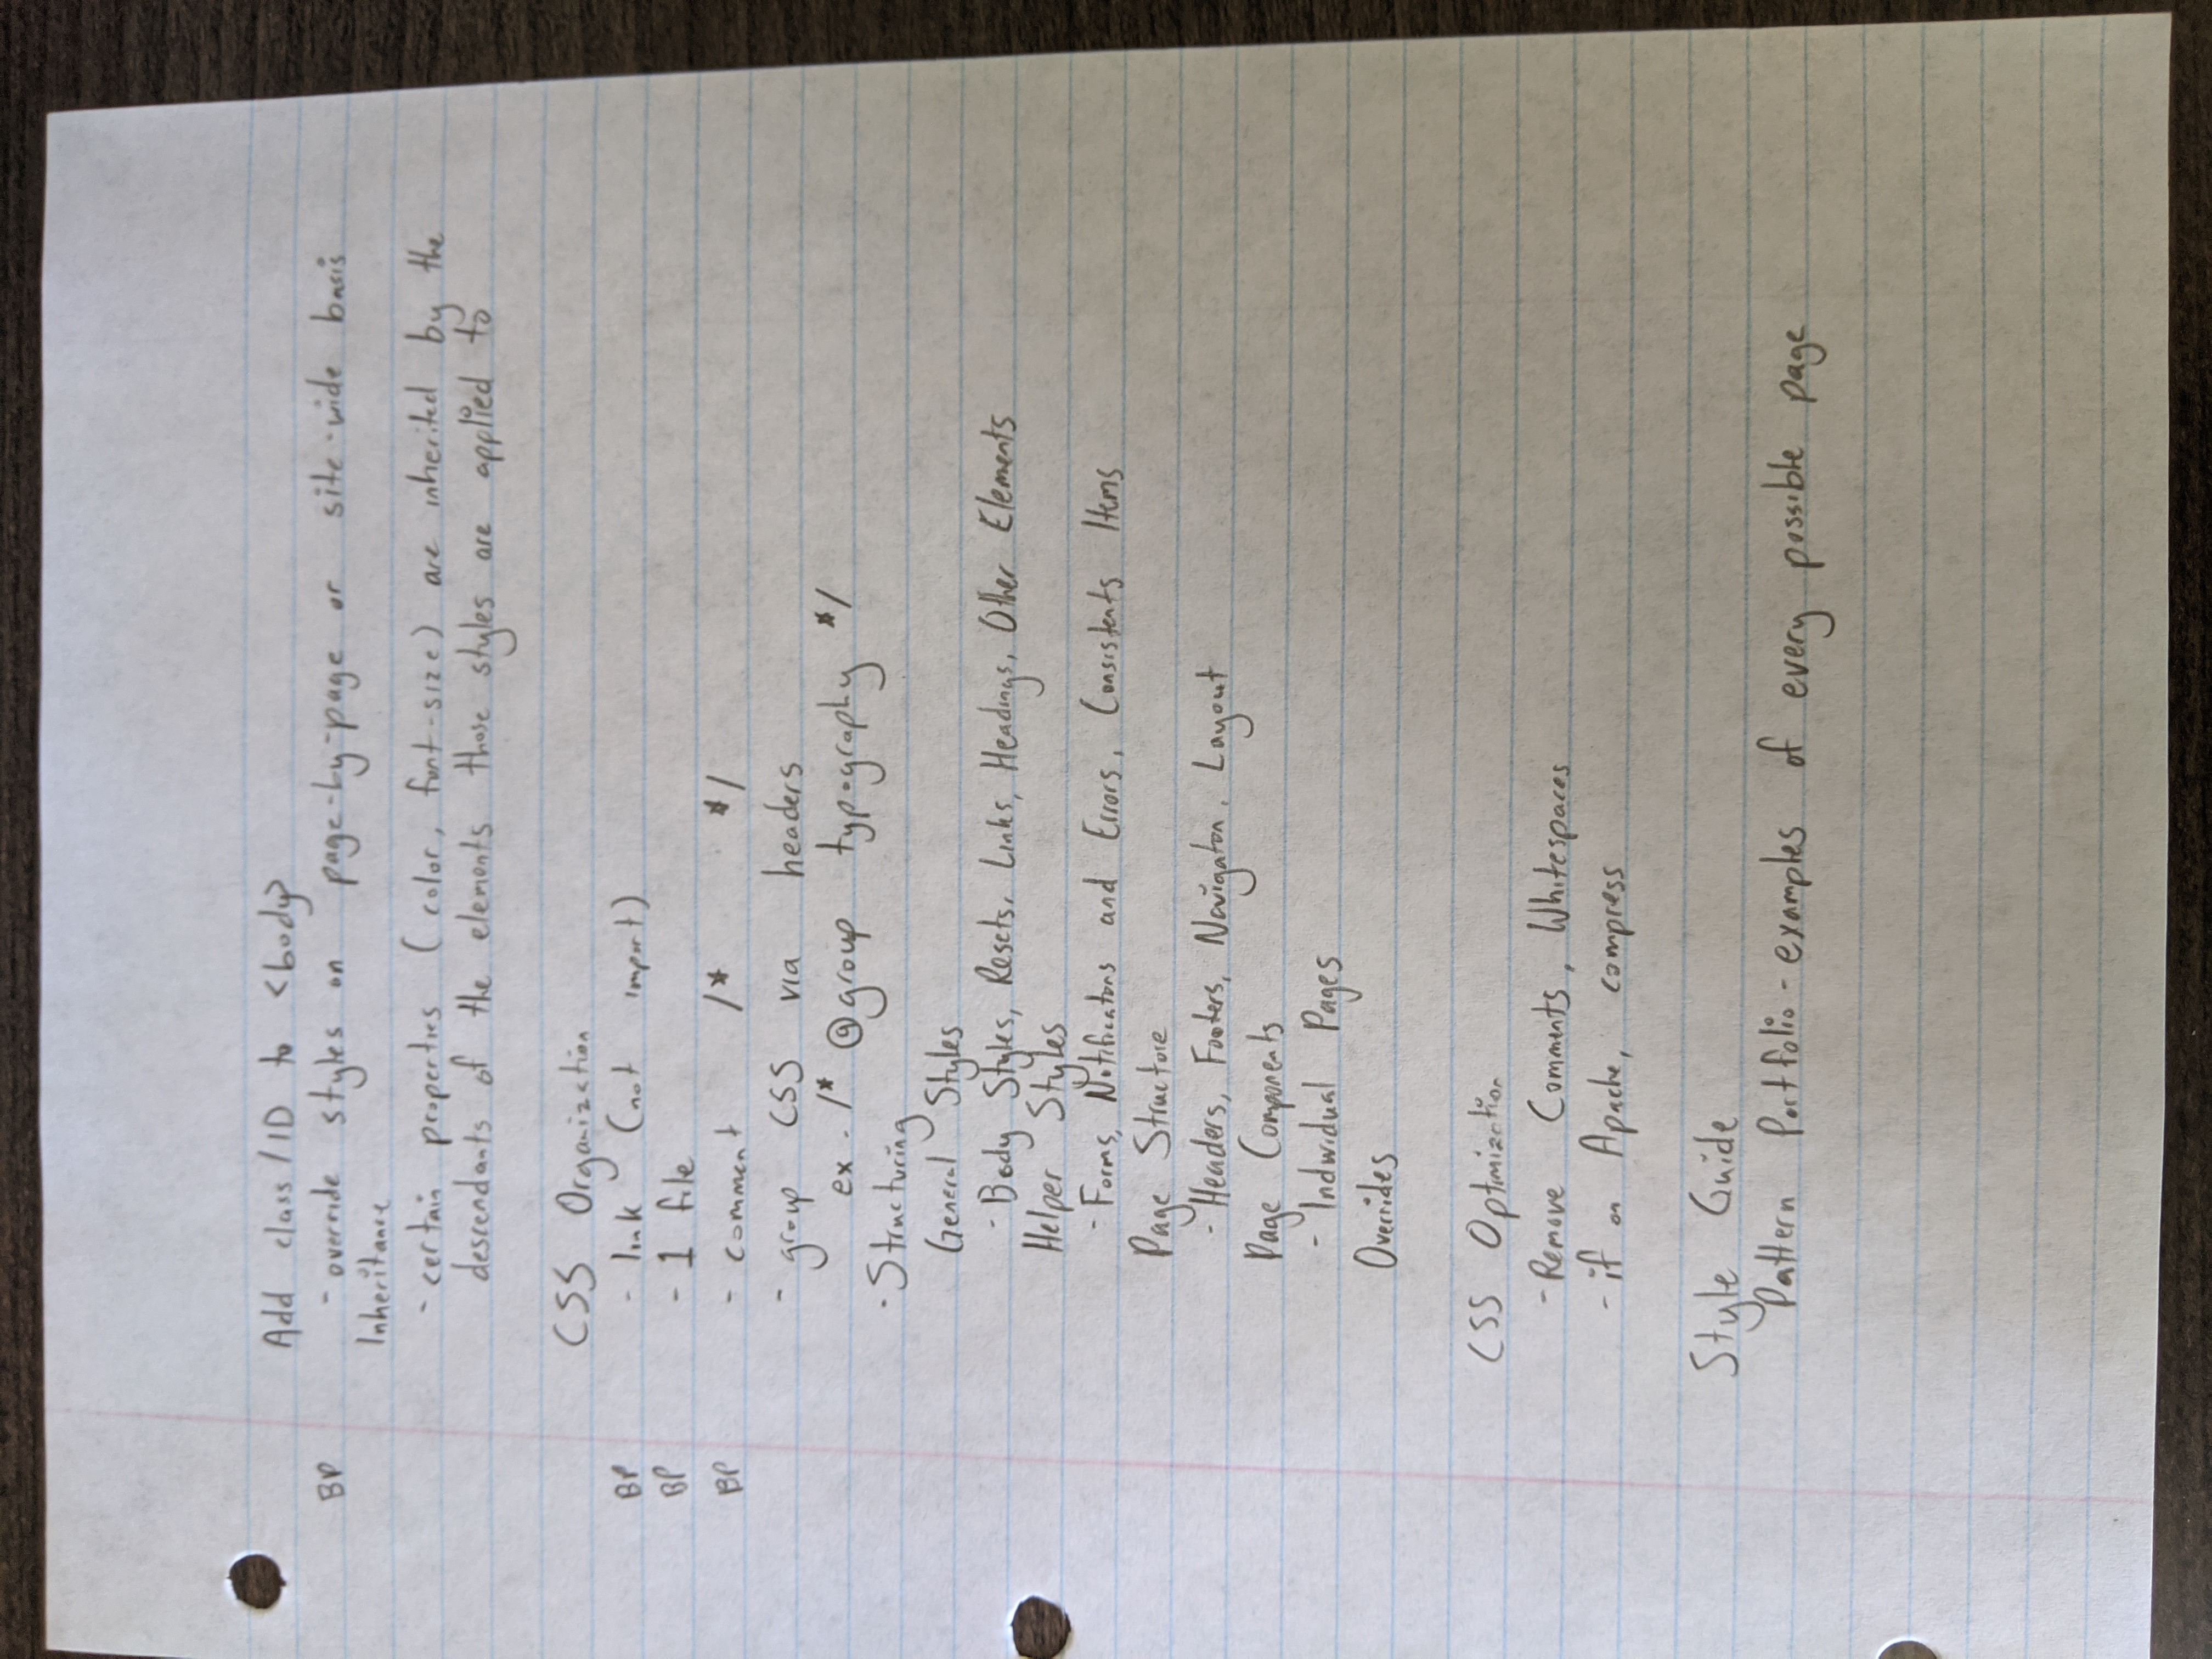 Add class/ID to <body>
BP - override styles on page-by-page or site-wide basis
Inheritance
- certain properties (color, font-size) are inherited by the
descendants of the elements those styles are applied to
CSS Organization
BP - link (not import)
BP - 1 file
BP - comment /* */
- group CSS via headers
ex. /* @group typography */
- Structuring
General Styles
- Body Styles, Resets, Links, Headings, Other Elements
Helper Styles
- Forms, Notifications and Errors, Consistents Items
Page Structure
- Headers, Footers, Navigation, Layout
Page Components
- Individual Pages
Overrides
CSS Optimization
- Remove Comments, Whitespaces
- if on Apache, compress
Style Guide
Pattern Portfolio - examples of every possible page